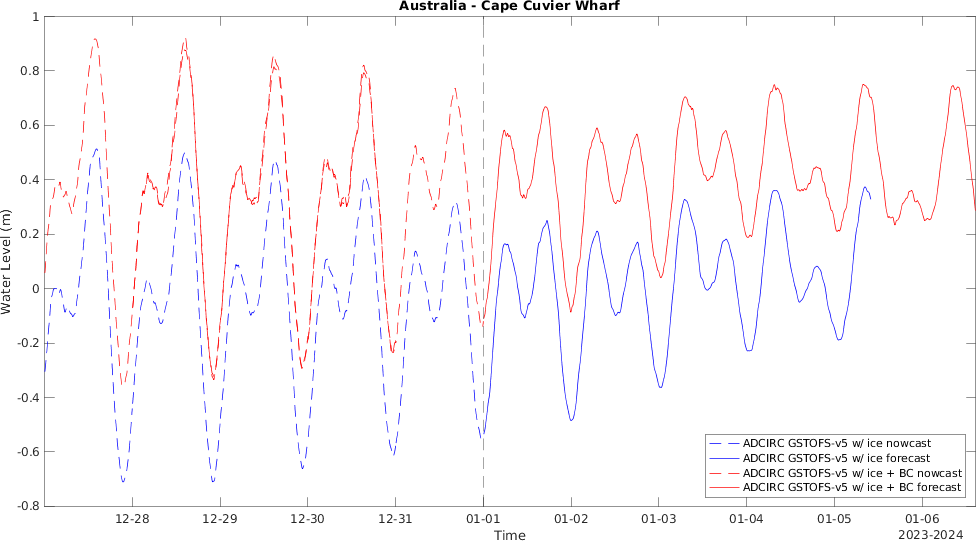 Australia - Cape Cuvier Wharf
Water Level (m)
1
0.8
0.6
0.4
0.2
0
-0.2
-0.4
-0.6
-0.8
ADCIRC GSTOFS-v5 w/ ice nowcast
ADCIRC GSTOFS-v5 w/ ice forecast
ADCIRC GSTOFS-v5 w/ ice + BC nowcast
ADCIRC GSTOFS-v5 w/ ice + BC forecast
12-28 12-29 12-30 12-31 01-01 01-02 01-03 01-04 01-05 01-06
Time
2023-2024